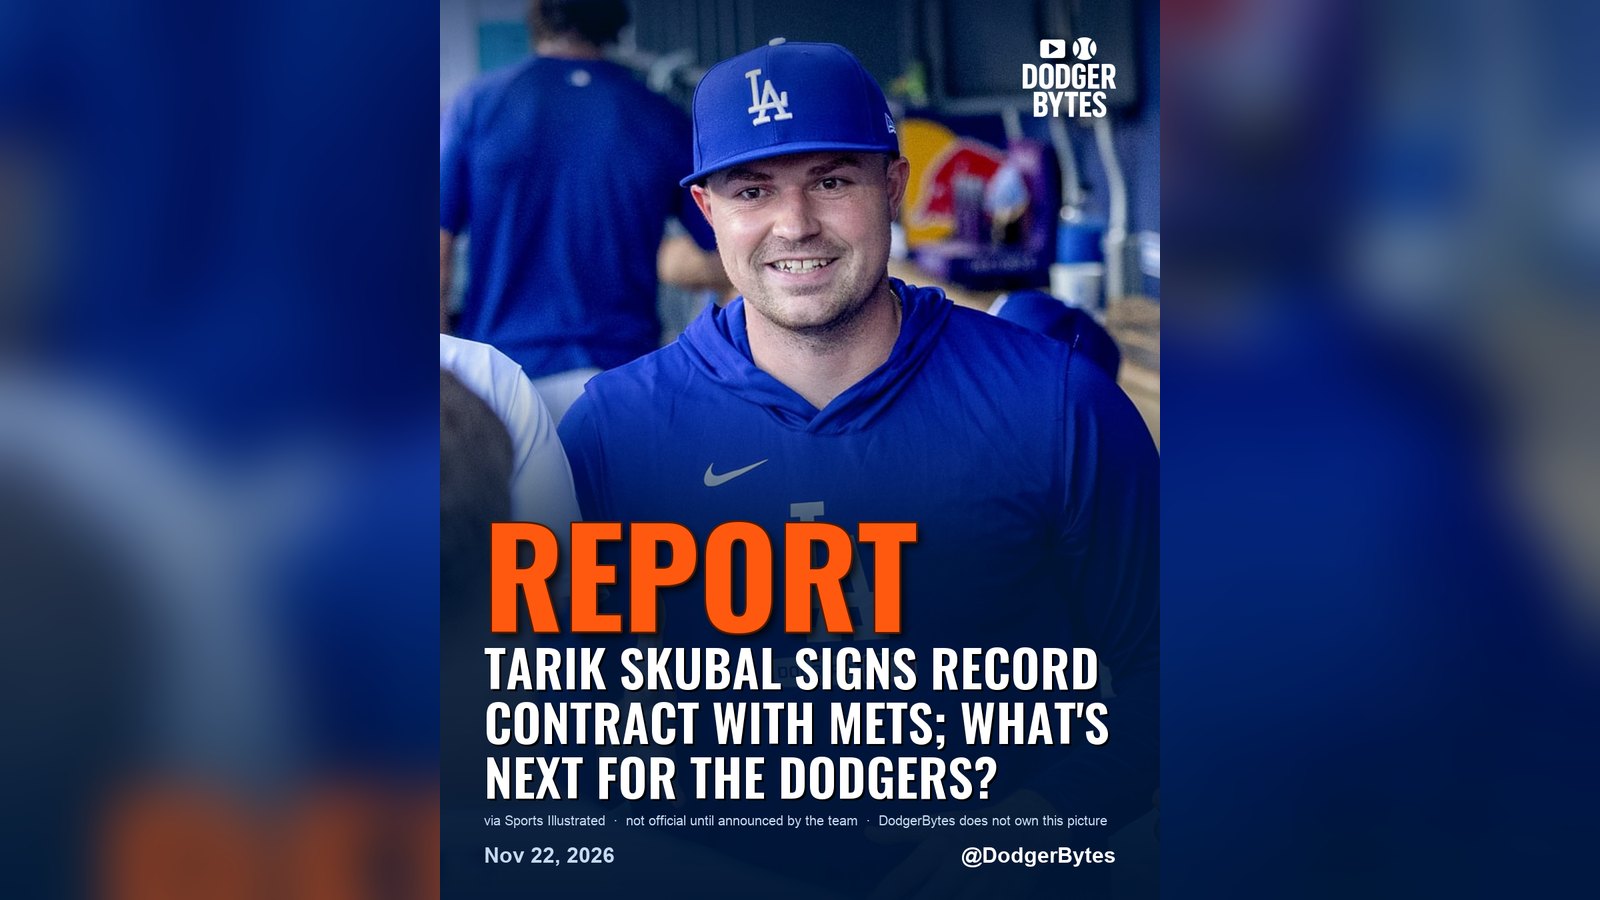 LA
DODGER
BYTES
REPORT
TARIK SKUBAL SIGNS RECORD
CONTRACT WITH METS; WHAT'S
NEXT FOR THE DODGERS?
via Sports Illustrated · not official until announced by the team · DodgerBytes does not own this picture
Nov 22, 2026
@DodgerBytes